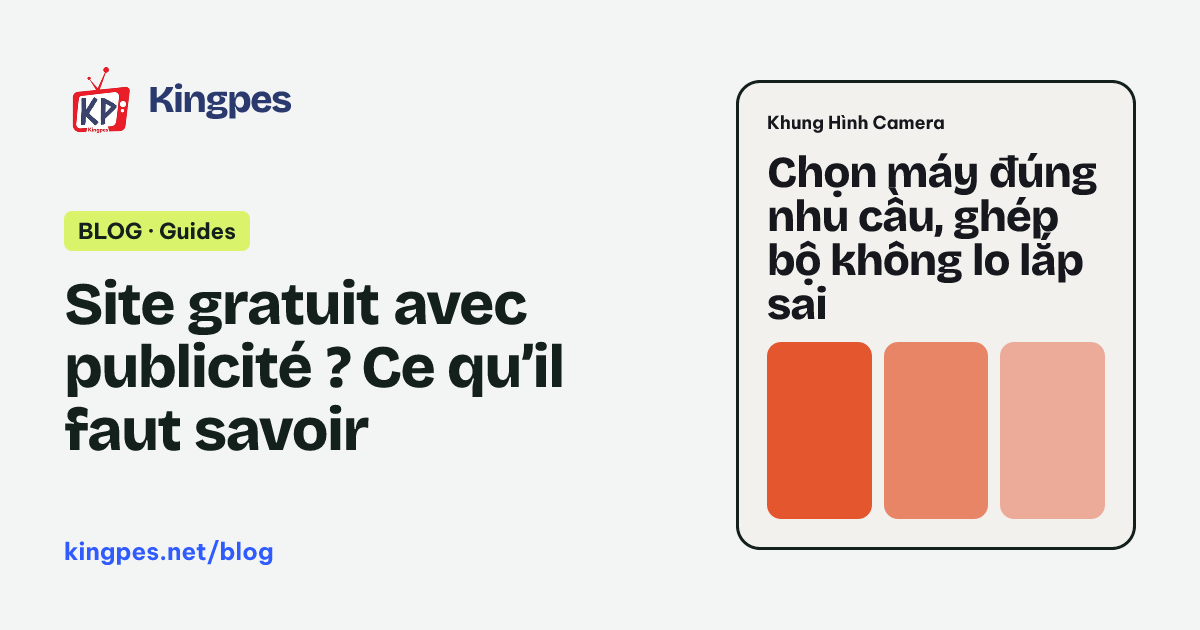 KP
Kingpes
Kingpes
BLOG · Guides
Site gratuit avec
publicité ? Ce qu’il
faut savoir
kingpes.net/blog
Khung Hình Camera
Chọn máy đúng
nhu cầu, ghép
bộ không lo lắp
sai